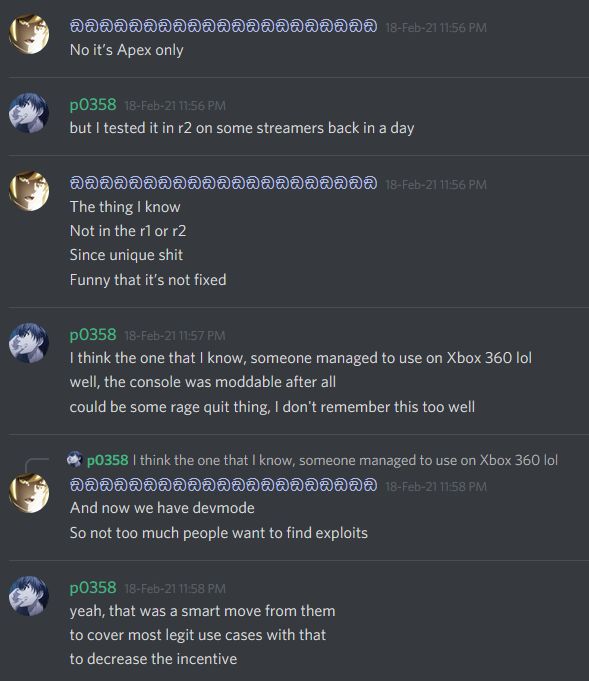 ඞඞඞඞඞඞඞඞඞඞඞඞඞඞඞඞඞඞඞඞඞ 18-Feb-21 11:56 PM
No it’s Apex only
p0358 18-Feb-21 11:56 PM
but I tested it in r2 on some streamers back in a day
ඞඞඞඞඞඞඞඞඞඞඞඞඞඞඞඞඞඞඞඞඞ 18-Feb-21 11:56 PM
The thing I know
Not in the r1 or r2
Since unique shit
Funny that it’s not fixed
p0358 18-Feb-21 11:57 PM
I think the one that I know, someone managed to use on Xbox 360 lol
well, the console was moddable after all
could be some rage quit thing, I don't remember this too well
p0358 I think the one that I know, someone managed to use on Xbox 360 lol
ඞඞඞඞඞඞඞඞඞඞඞඞඞඞඞඞඞඞඞඞඞ 18-Feb-21 11:58 PM
And now we have devmode
So not too much people want to find exploits
p0358 18-Feb-21 11:58 PM
yeah, that was a smart move from them
to cover most legit use cases with that
to decrease the incentive